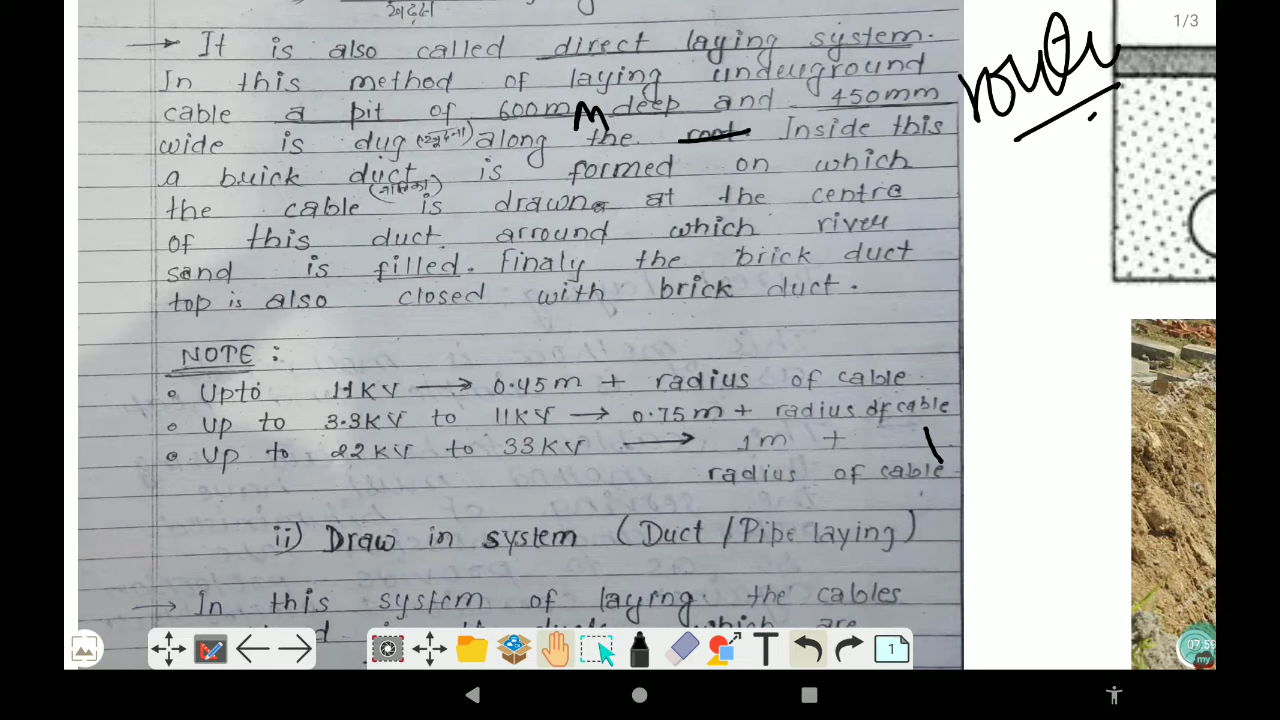 → It is also called direct laying system.
In this method of laying underground
cable a pit of 600mM deep and 450mm
wide is dug along the Inside this
a brick duct is formed on which
the cable is drawn at the centre
of this duct. arround which river
sand is filled. Finaly the brick duct
top is also closed with brick duct.
NOTE :
• Upto 11KV → 0.45m + radius of cable
• Up to 3.3KV to 11KV → 0.75m + radius of cable
• Up to 22KV to 33KV → 1m +
radius of cable
ii) Draw in system (Duct / Pipe laying)
→ In this system of laying. the cables
route
1/3
T
1
07:59
my